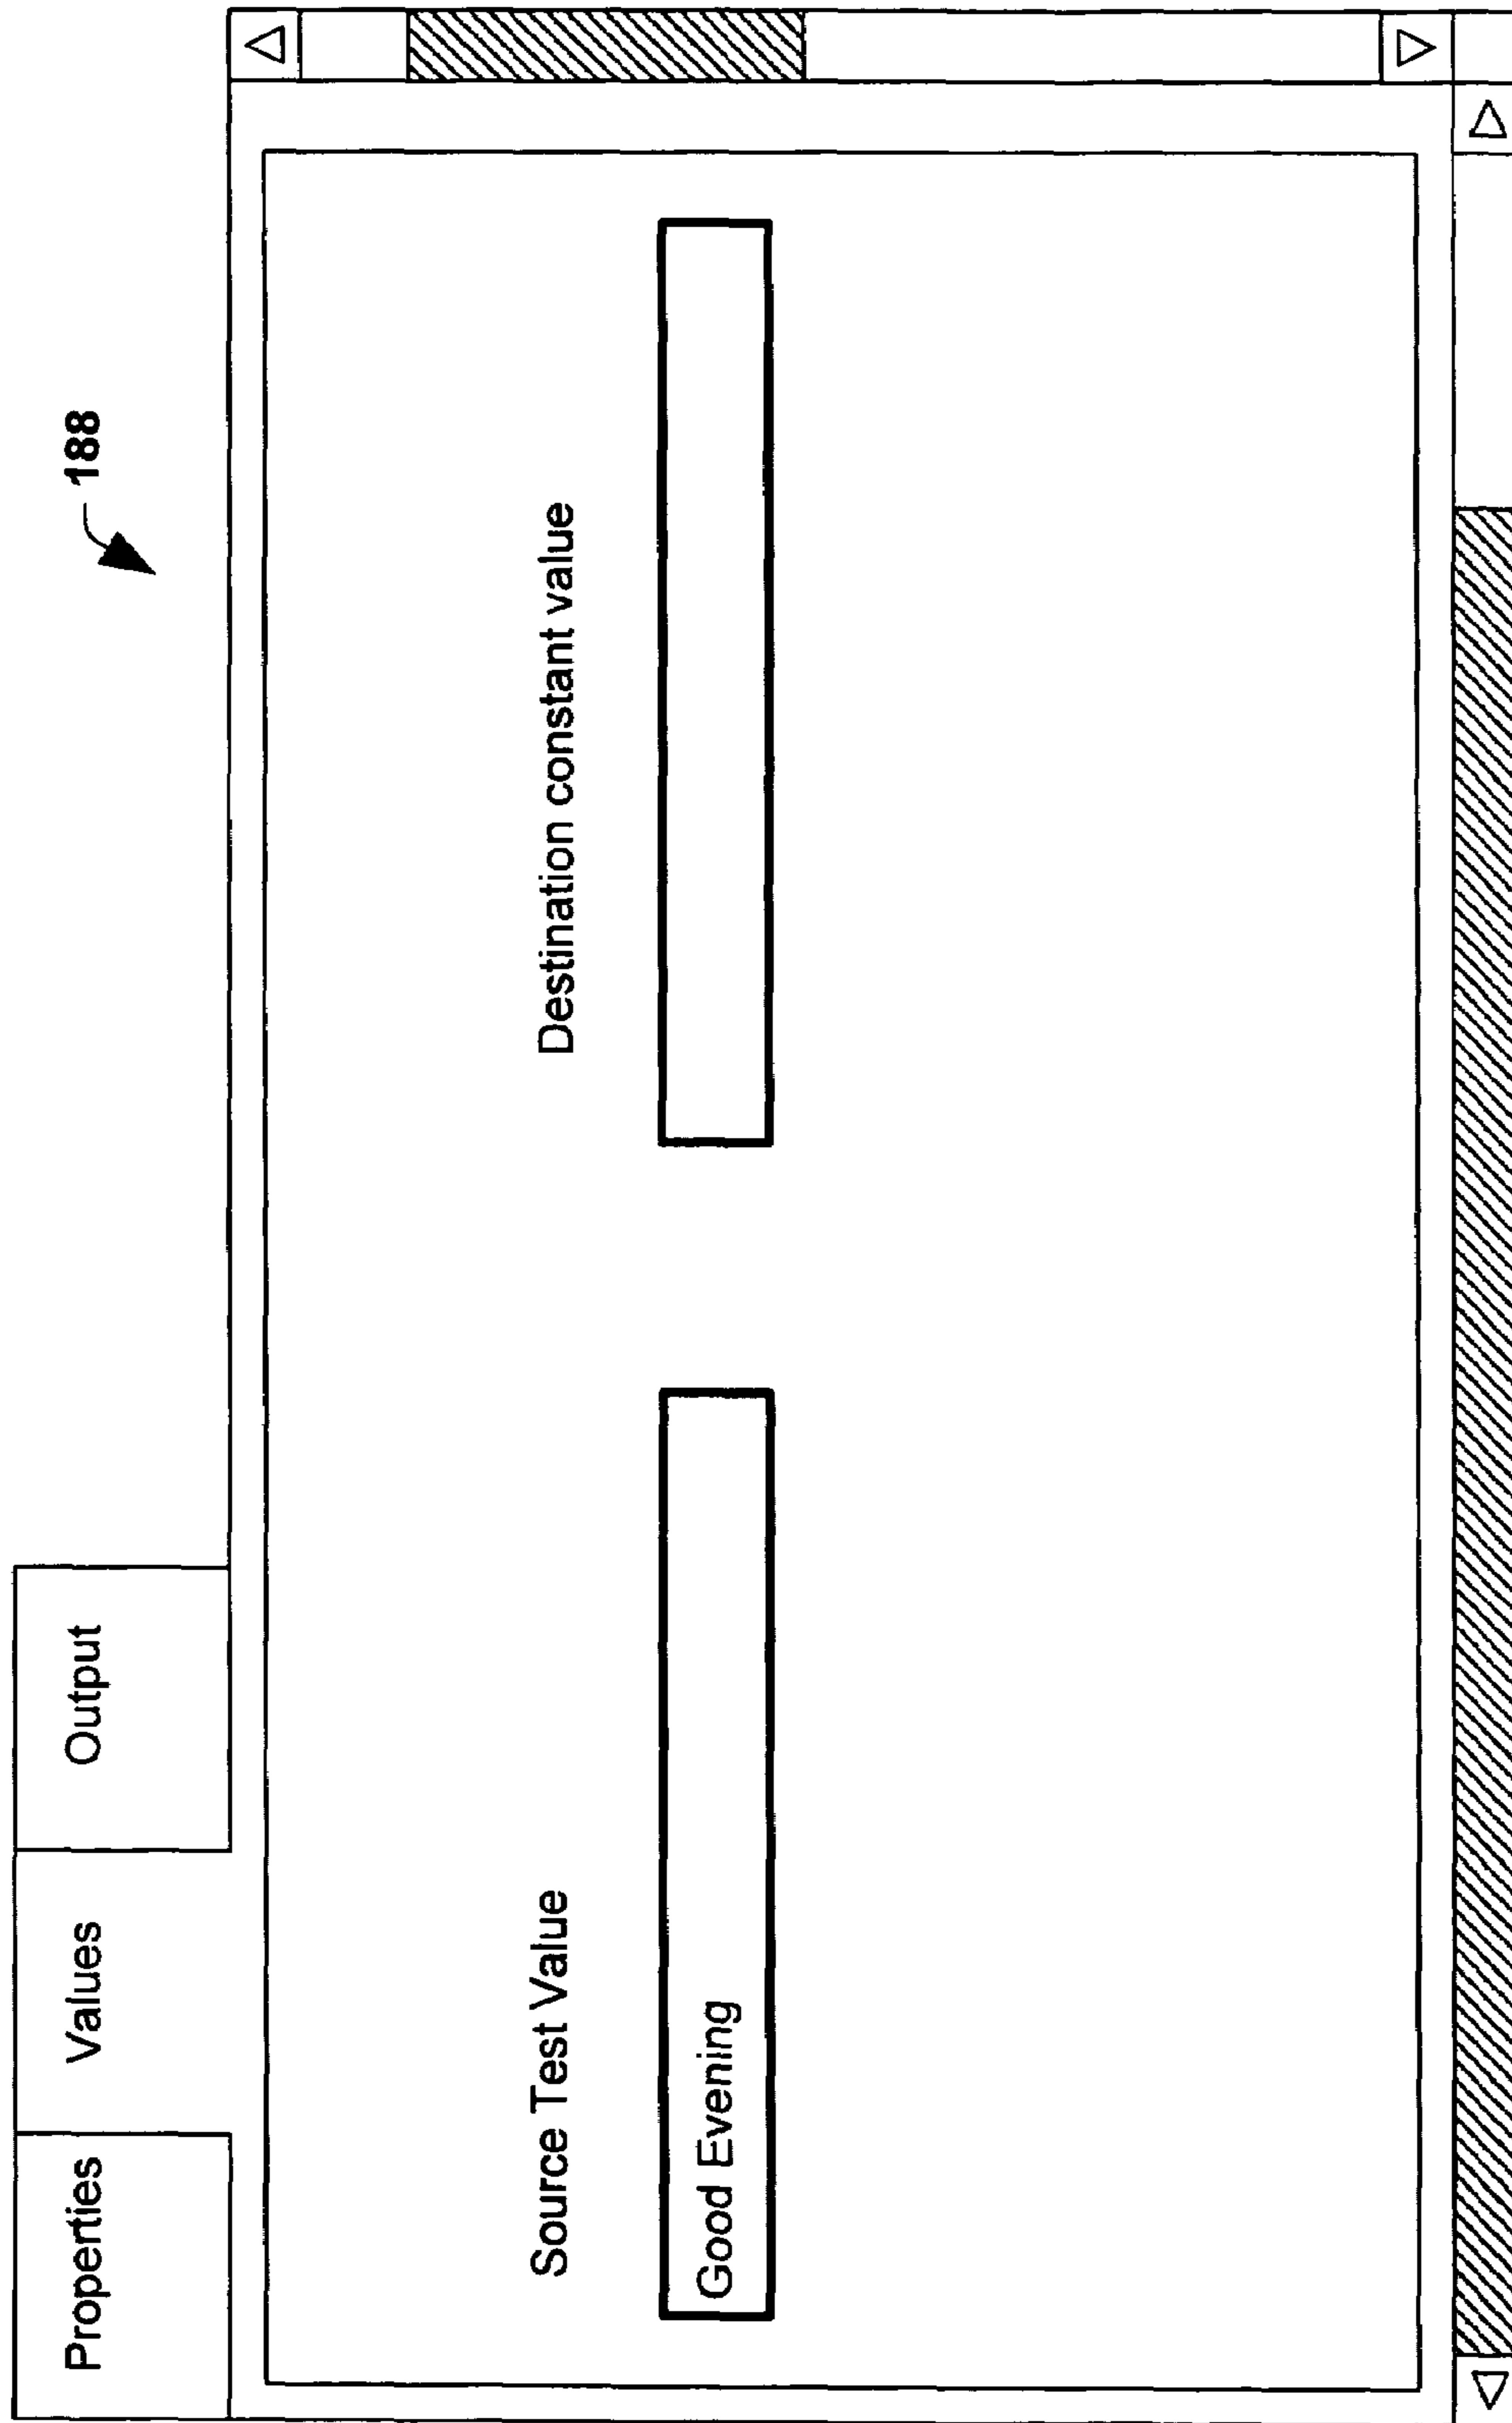 188
Properties Values Output
Source Test Value Destination constant value
Good Evening